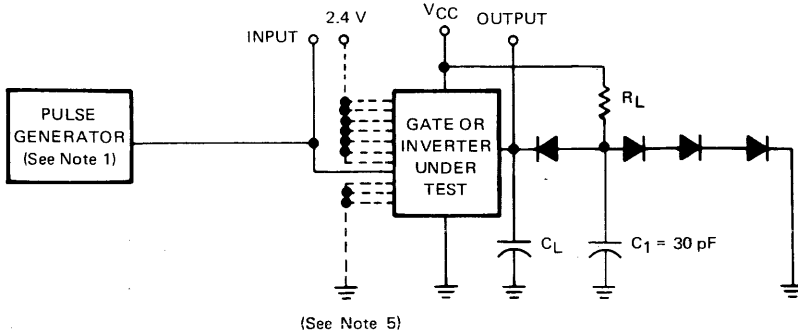 2.4 V
VCC
OUTPUT
INPUT
PULSE
GENERATOR
(See Note 1)
GATE OR
INVERTER
UNDER
TEST
RL
CL
C1 = 30 pF
(See Note 5)